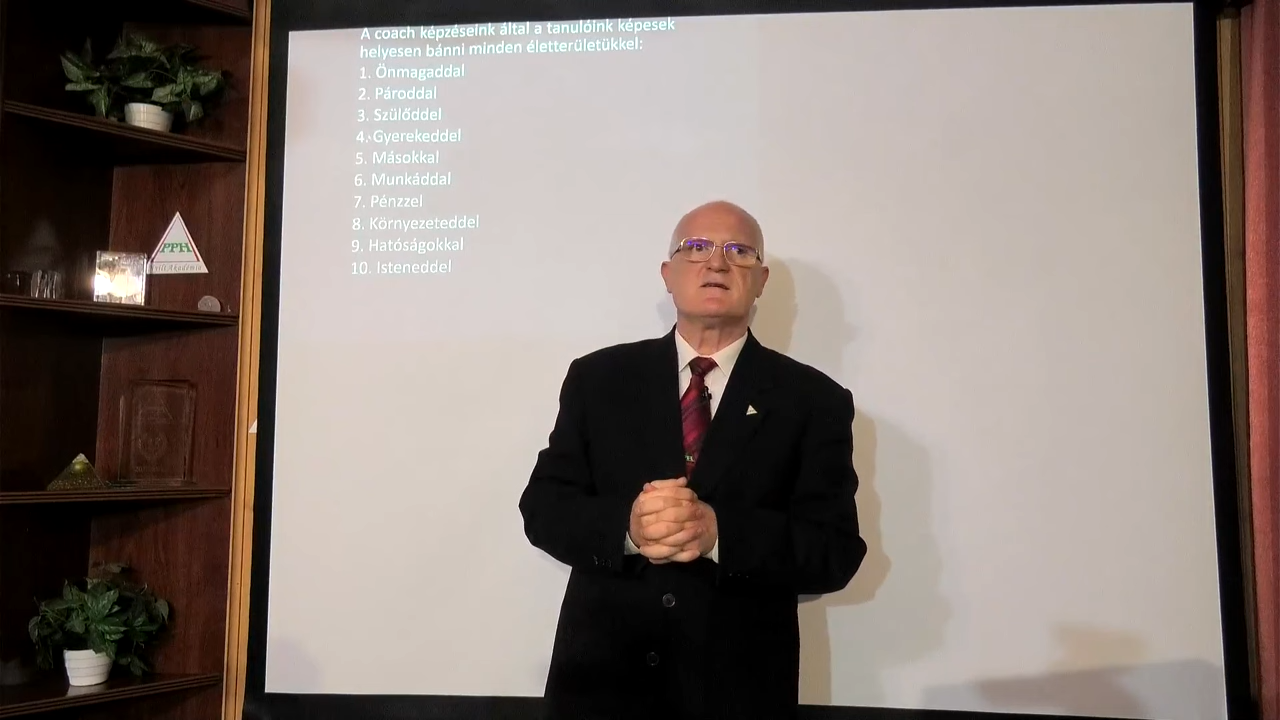 A coach képzéseink által a tanulóink képesek
helyesen bánni minden életterületükkel:
1. Önmagaddal
2. Pároddal
3. Szülőddel
4. Gyerekeddel
5. Másokkal
6. Munkáddal
7. Pénzzel
8. Környezeteddel
9. Hatóságokkal
10. Isteneddel
PPH